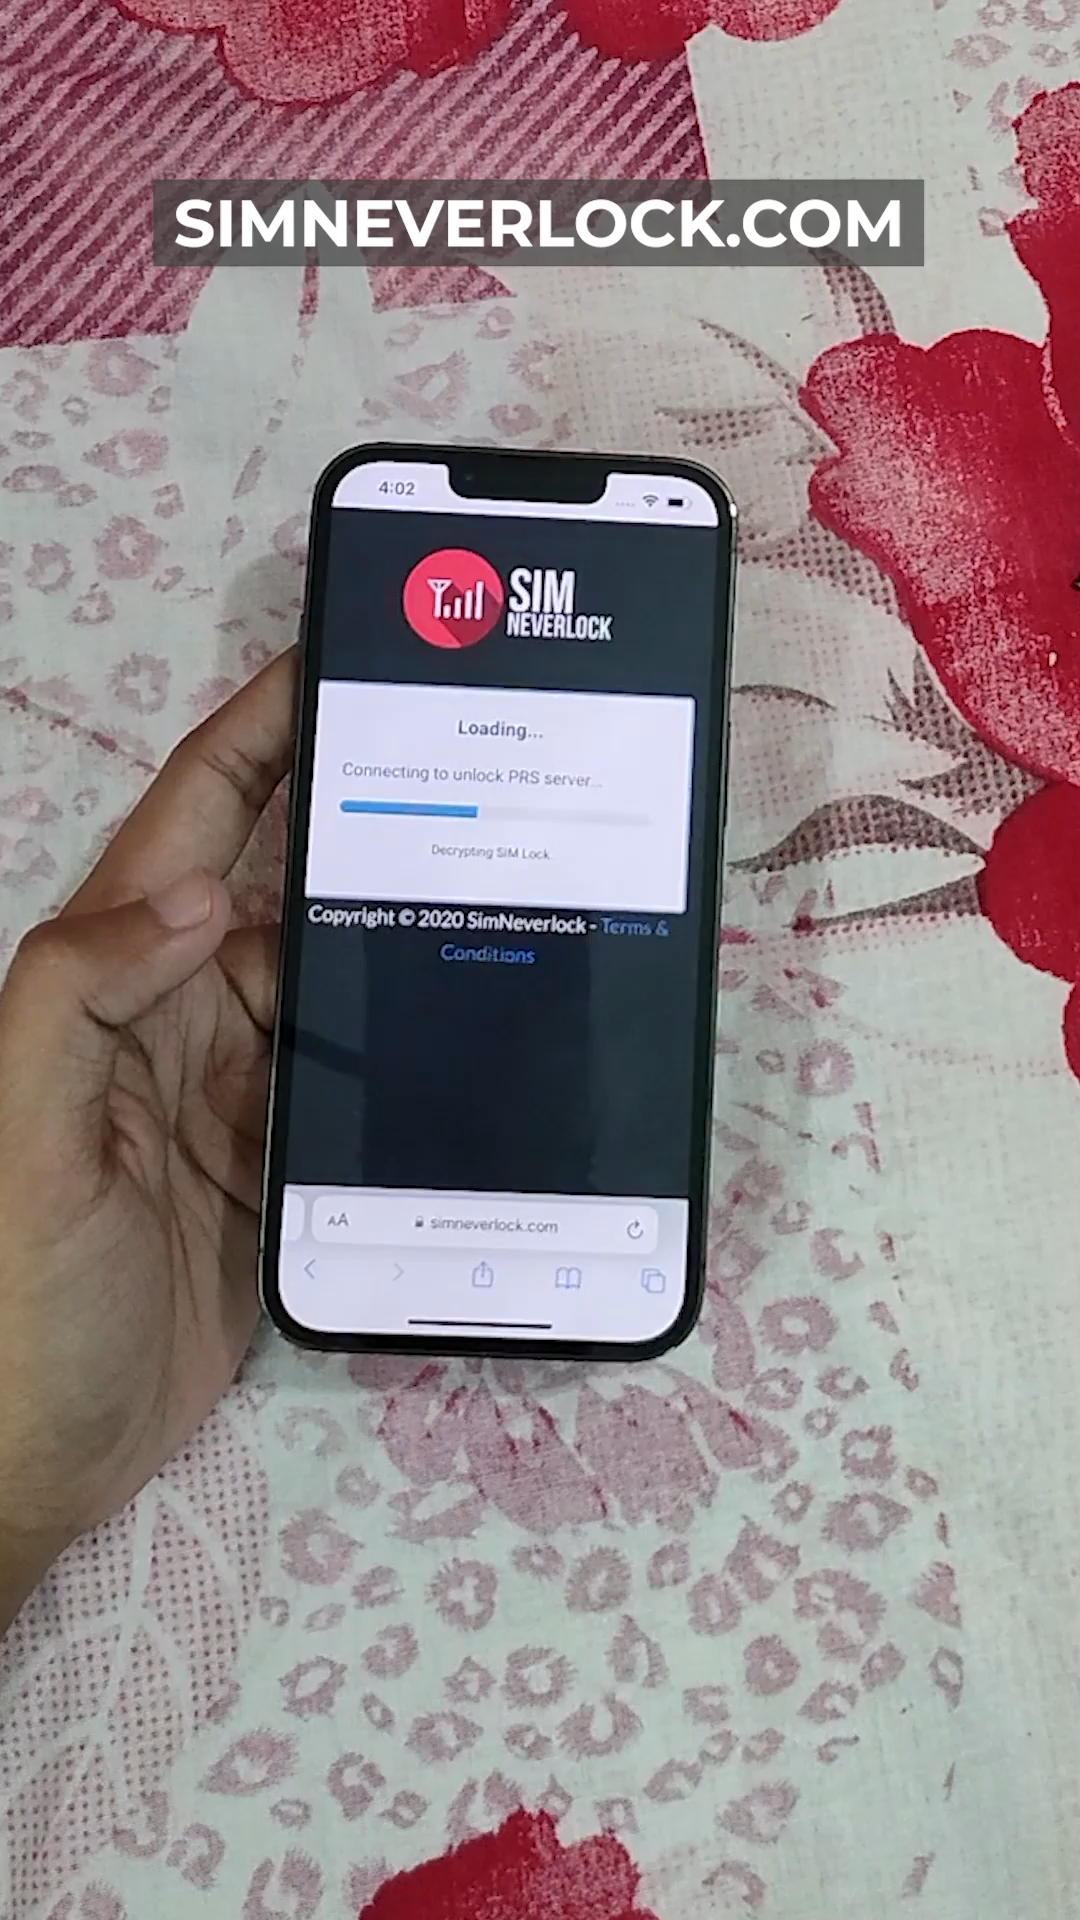 SIMNEVERLOCK.COM
4:02
SIM
NEVERLOCK
Loading...
Connecting to unlock PRS server...
Decrypting SIM Lock
Copyright © 2020 SimNeverlock - Terms &
Conditions
AA simneverlock.com